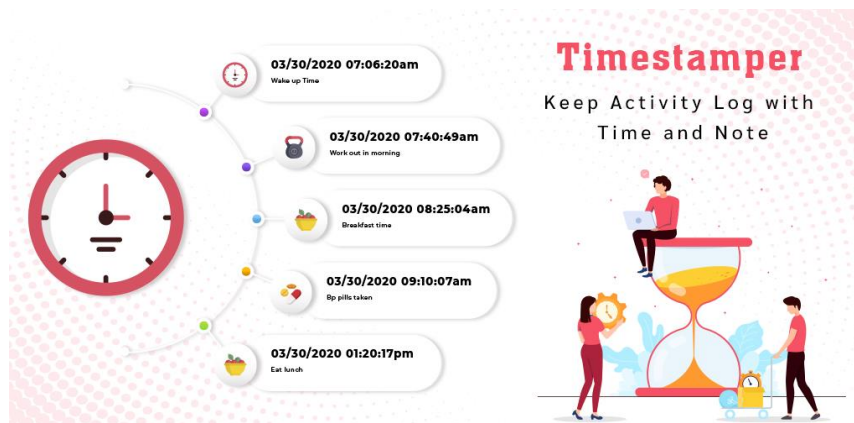 03/30/2020 07:06:20am
Wake up Time
03/30/2020 07:40:49am
Work out in morning
03/30/2020 08:25:04am
Breakfast time
03/30/2020 09:10:07am
Bp pills taken
03/30/2020 01:20:17pm
Eat lunch
Timestamper
Keep Activity Log with
Time and Note